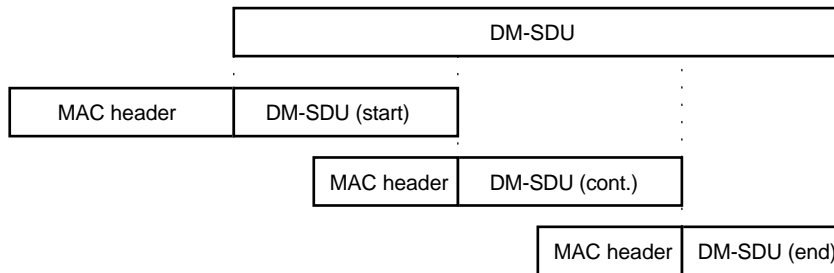 DM-SDU
MAC header DM-SDU (start)
MAC header DM-SDU (cont.)
MAC header DM-SDU (end)